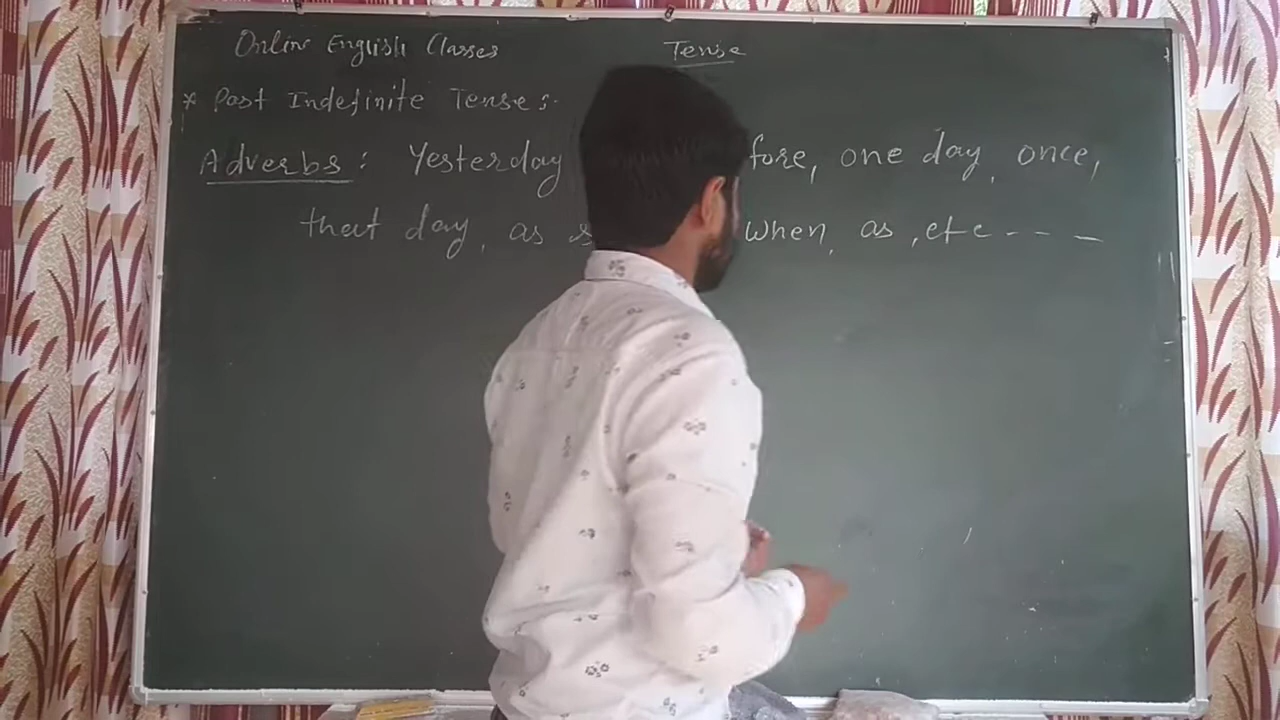 Online English Classes Tense
* Past Indefinite Tense :-
Adverbs : Yesterday fore, one day, once,
that day, as when, as, etc - - -